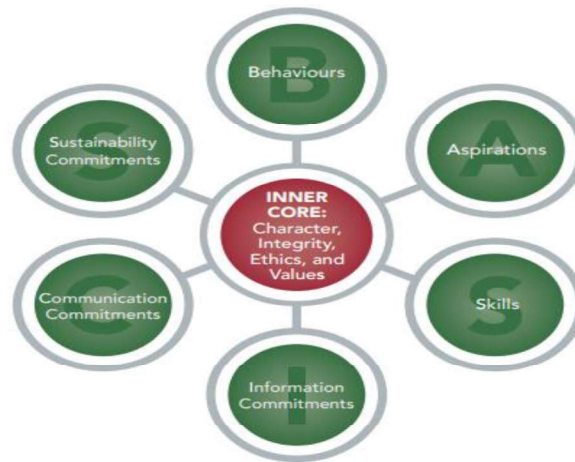 B
Behaviours
A
Aspirations
S
Skills
I
Information
Commitments
C
Communication
Commitments
S
Sustainability
Commitments
INNER
CORE:
Character,
Integrity,
Ethics, and
Values